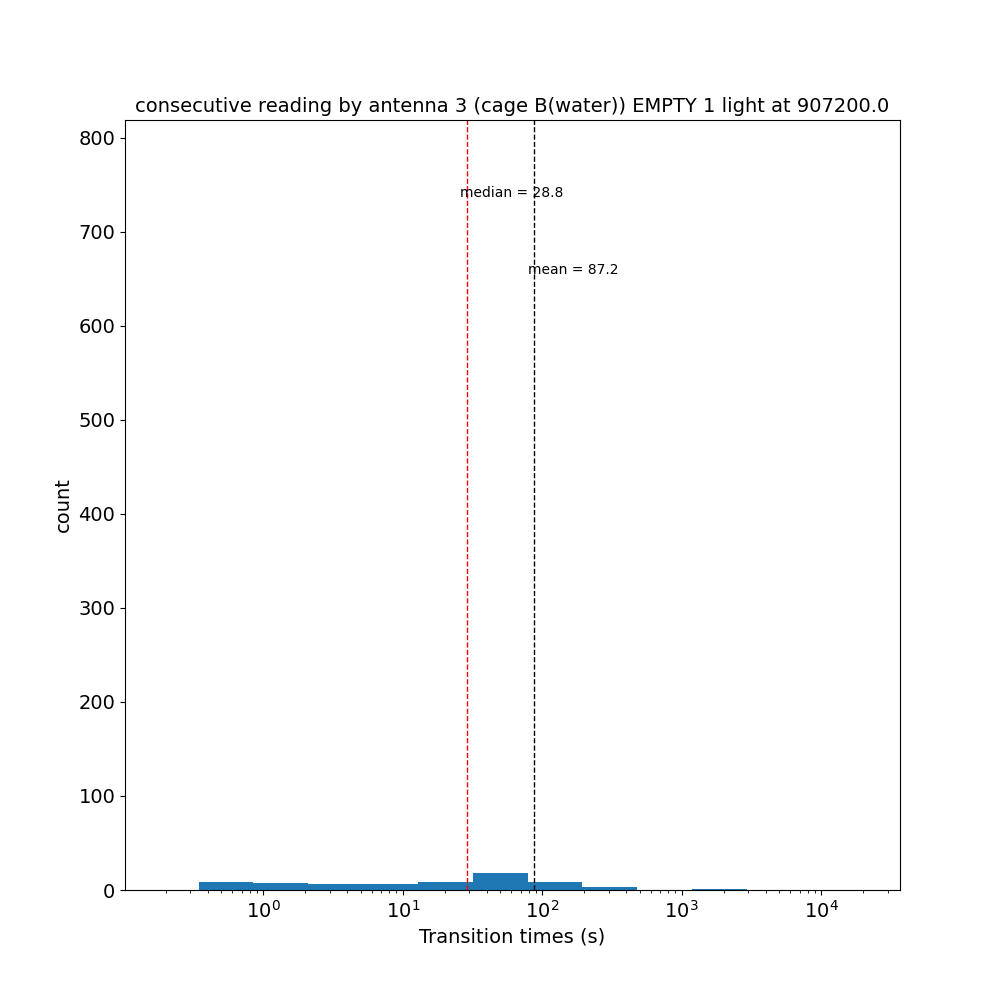 consecutive reading by antenna 3 (cage B(water)) EMPTY 1 light at 907200.0
800
median = 28.8
700
mean = 87.2
600
500
count
400
300
200
100
0
10⁰ 10¹ 10² 10³ 10⁴
Transition times (s)